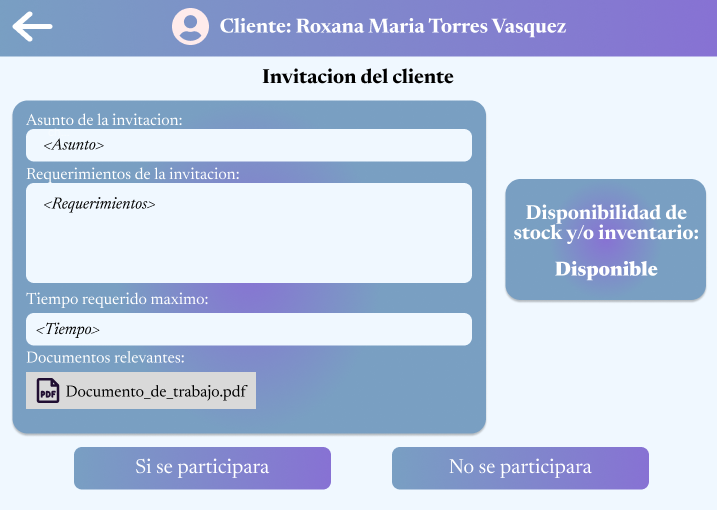 Cliente: Roxana Maria Torres Vasquez
Invitacion del cliente
Asunto de la invitacion:
<Asunto>
Requerimientos de la invitacion:
<Requerimientos>
Tiempo requerido maximo:
<Tiempo>
Documentos relevantes:
PDF Documento_de_trabajo.pdf
Disponibilidad de
stock y/o inventario:
Disponible
Si se participara
No se participara